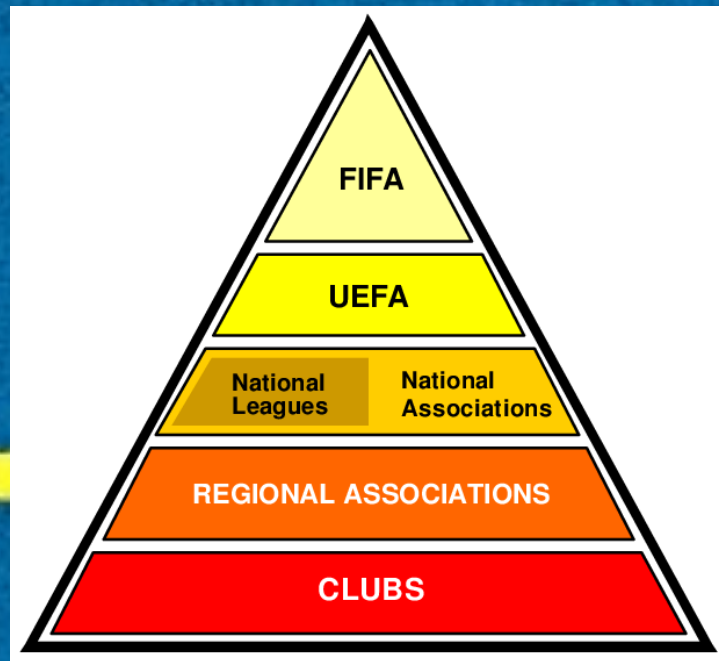 FIFA
UEFA
National
Leagues
National
Associations
REGIONAL ASSOCIATIONS
CLUBS